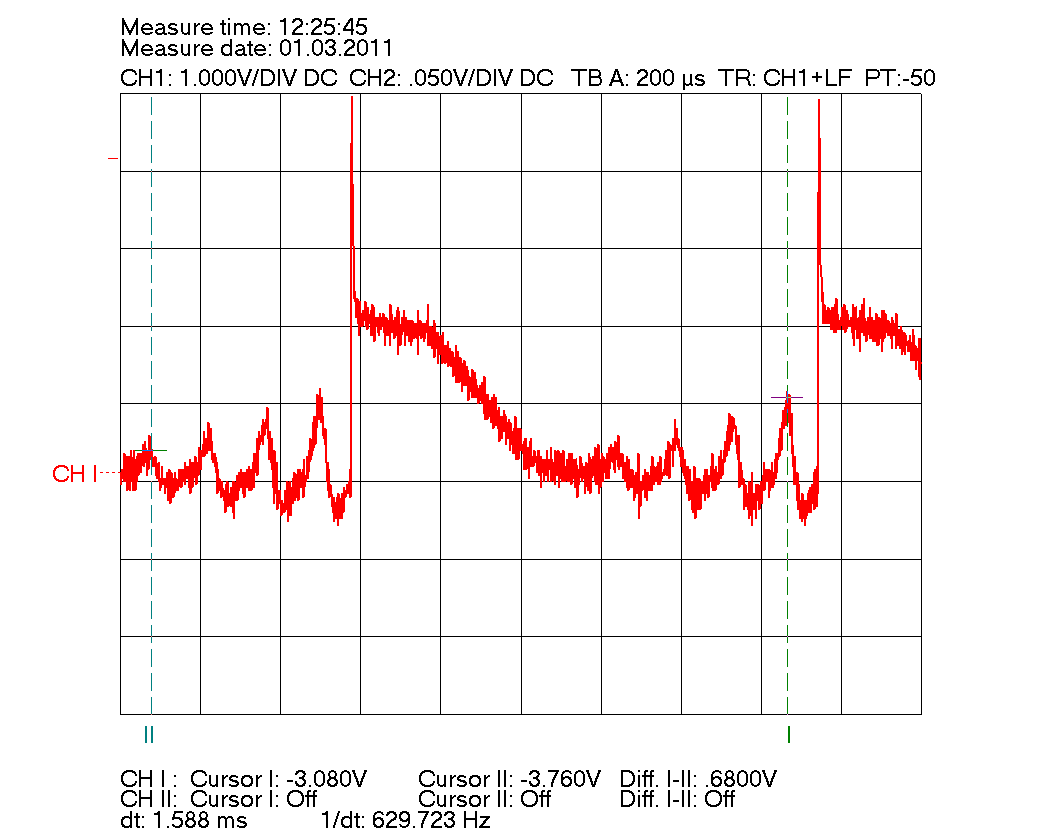 Measure time: 12:25:45
Measure date: 01.03.2011
CH1: 1.000V/DIV DC CH2: .050V/DIV DC TB A: 200 µs TR: CH1+LF PT:-50
CH I
II I
CH I : Cursor I: -3.080V Cursor II: -3.760V Diff. I-II: .6800V
CH II: Cursor I: Off Cursor II: Off Diff. I-II: Off
dt: 1.588 ms 1/dt: 629.723 Hz